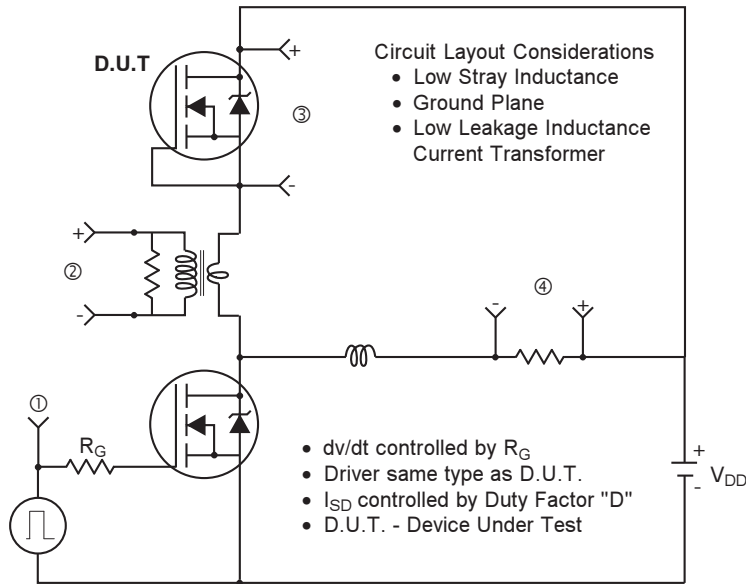 D.U.T
+
③
-
Circuit Layout Considerations
• Low Stray Inductance
• Ground Plane
• Low Leakage Inductance
Current Transformer
+
②
-
④
-
+
①
R_G
• dv/dt controlled by R_G
• Driver same type as D.U.T.
• I_SD controlled by Duty Factor "D"
• D.U.T. - Device Under Test
+
-
V_DD